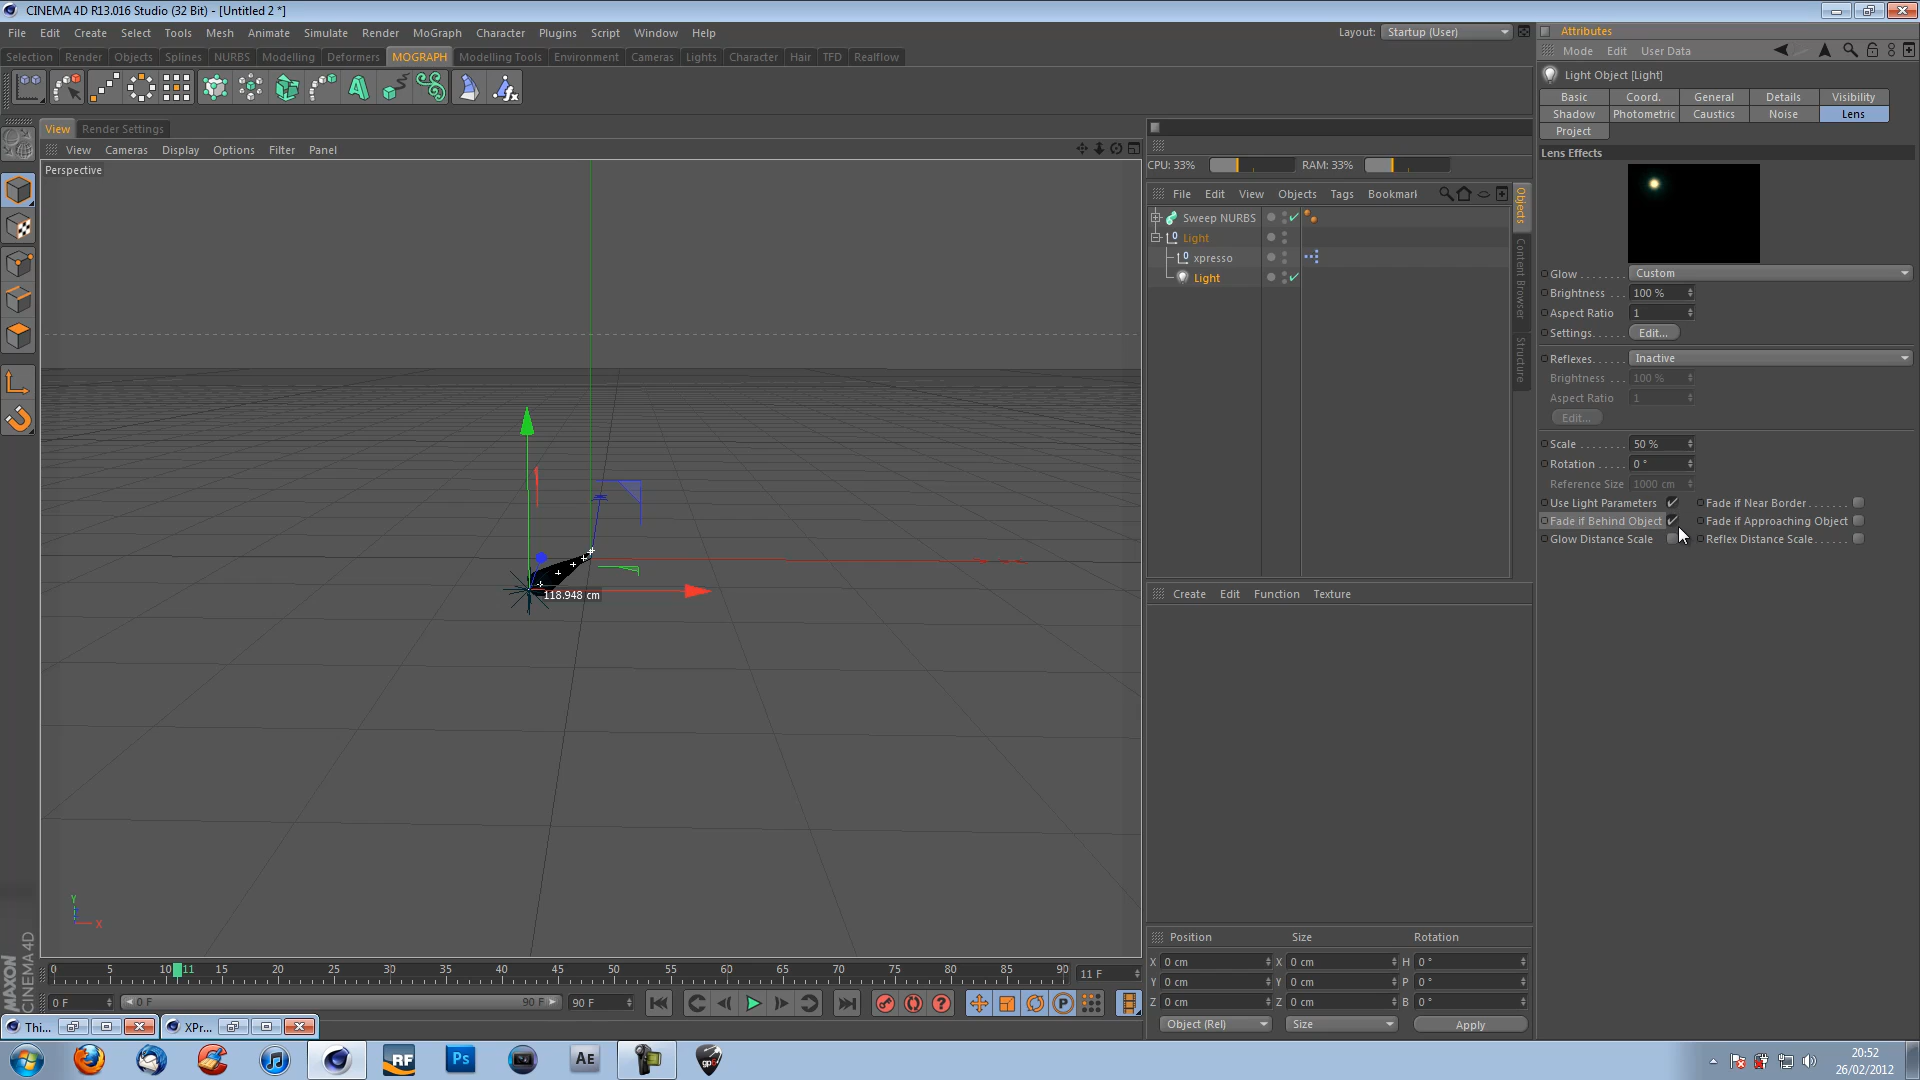 CINEMA 4D R13.016 Studio (32 Bit) - [Untitled 2 *]
File Edit Create Select Tools Mesh Animate Simulate Render MoGraph Character Plugins Script Window Help
Layout: Startup (User)
Selection Render Objects Splines NURBS Modelling Deformers MOGRAPH Modelling Tools Environment Cameras Lights Character Hair TFD Realflow
View Render Settings
View Cameras Display Options Filter Panel
Perspective
118.948 cm
Y
X
CPU: 33% RAM: 33%
File Edit View Objects Tags Bookmark
Sweep NURBS
Light
xpresso
Light
Objects
Content Browser
Structure
Create Edit Function Texture
Position Size Rotation
X 0 cm X 0 cm H 0 °
Y 0 cm Y 0 cm P 0 °
Z 0 cm Z 0 cm B 0 °
Object (Rel) Size Apply
Attributes
Mode Edit User Data
Light Object [Light]
Basic Coord. General Details Visibility
Shadow Photometric Caustics Noise Lens
Project
Lens Effects
Glow Custom
Brightness . . . 100 %
Aspect Ratio 1
Settings. . . . . . Edit...
Reflexes. . . . . . Inactive
Brightness . . . 100 %
Aspect Ratio 1
Edit...
Scale . . . . . . . . 50 %
Rotation . . . . . 0 °
Reference Size 1000 cm
Use Light Parameters Fade if Near Border . . . . . . .
Fade if Behind Object Fade if Approaching Object
Glow Distance Scale Reflex Distance Scale. . . . . .
0 5 10 11 15 20 25 30 35 40 45 50 55 60 65 70 75 80 85 90 11 F
0 F 0 F 90 F 90 F
MAXON
CINEMA 4D
Thi... XPr...
RF Ps AE gp6
20:52
26/02/2012